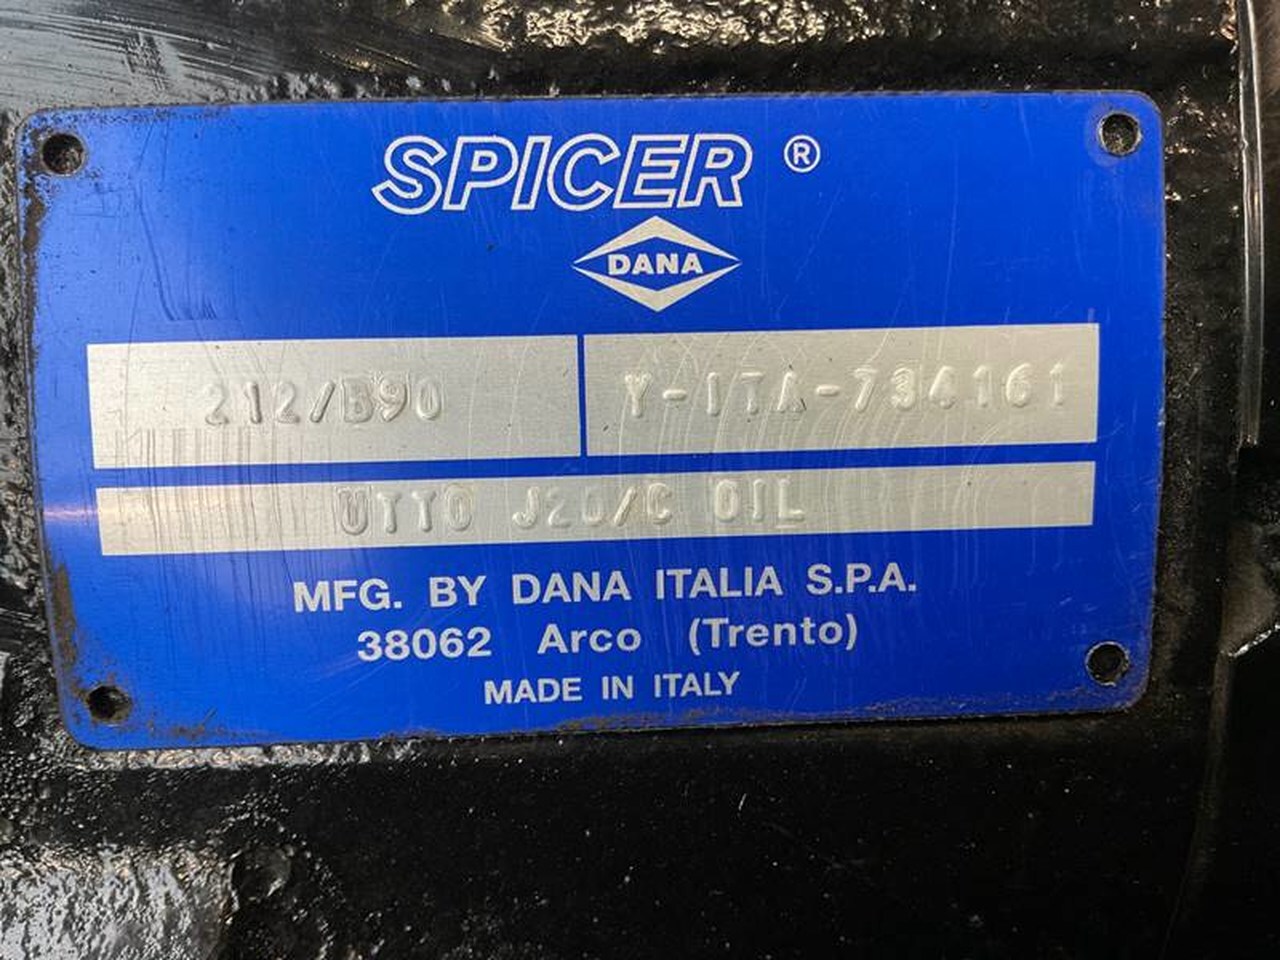 SPICER ®
DANA
212/B90 Y-ITA-734161
UTTO J20/C OIL
MFG. BY DANA ITALIA S.P.A.
38062 Arco (Trento)
MADE IN ITALY